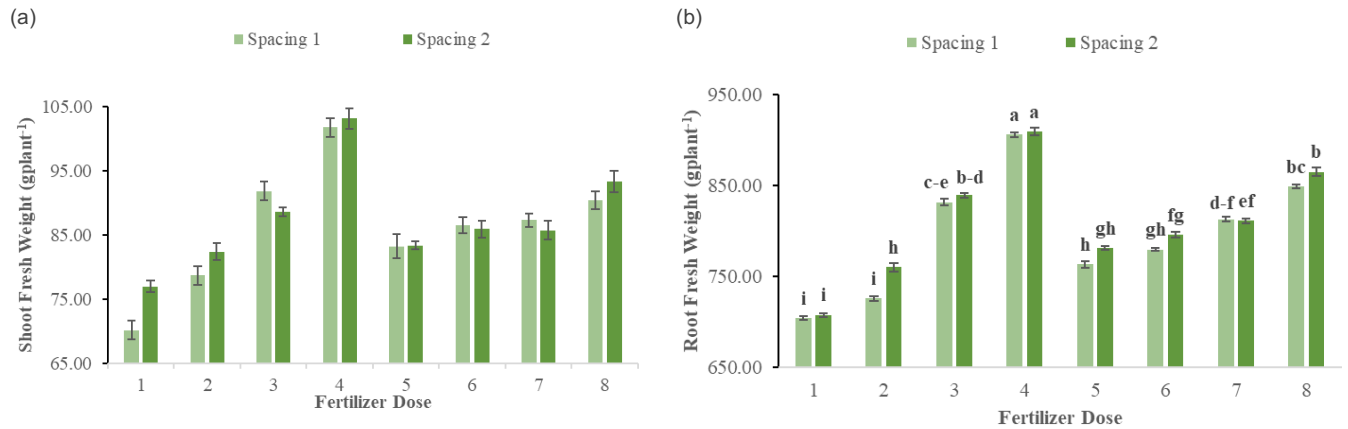 (a)
Spacing 1 Spacing 2
Shoot Fresh Weight (gplant⁻¹)
105.00
95.00
85.00
75.00
65.00
1 2 3 4 5 6 7 8
Fertilizer Dose
(b)
Spacing 1 Spacing 2
Root Fresh Weight (gplant⁻¹)
950.00
850.00
750.00
650.00
i i i h c-e b-d a a h gh gh fg d-f ef bc b
1 2 3 4 5 6 7 8
Fertilizer Dose